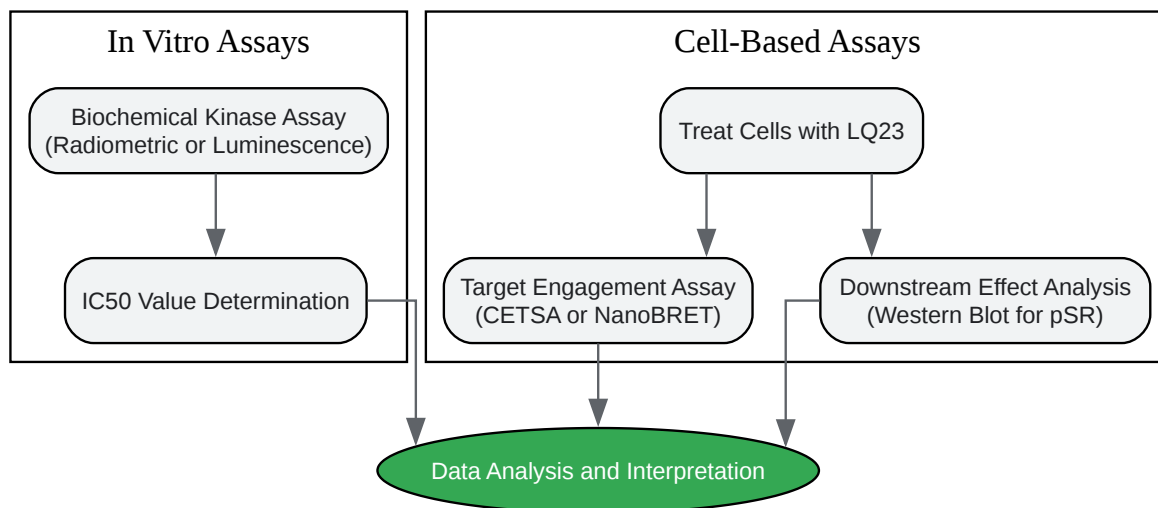 In Vitro Assays
Biochemical Kinase Assay
(Radiometric or Luminescence)
IC50 Value Determination
Cell-Based Assays
Treat Cells with LQ23
Target Engagement Assay
(CETSA or NanoBRET)
Downstream Effect Analysis
(Western Blot for pSR)
Data Analysis and Interpretation